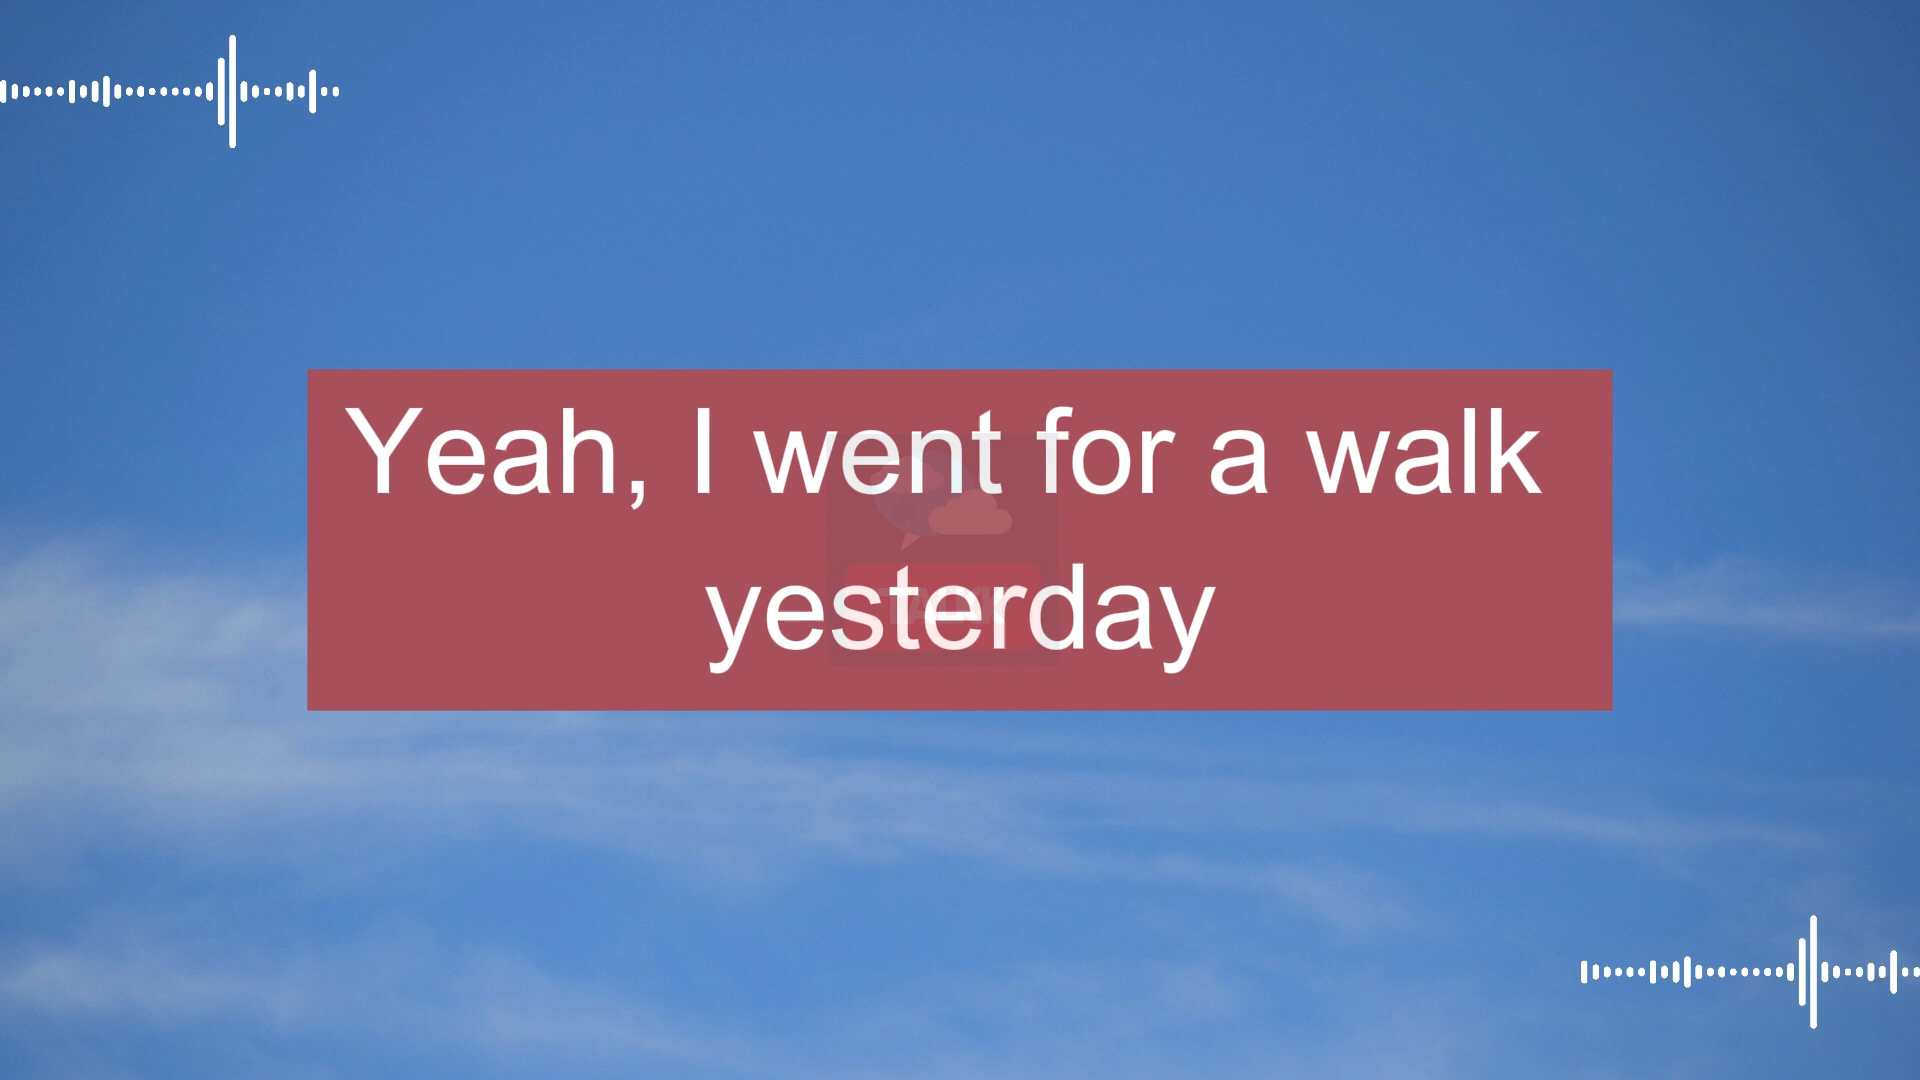 Yeah, I went for a walk
yesterday